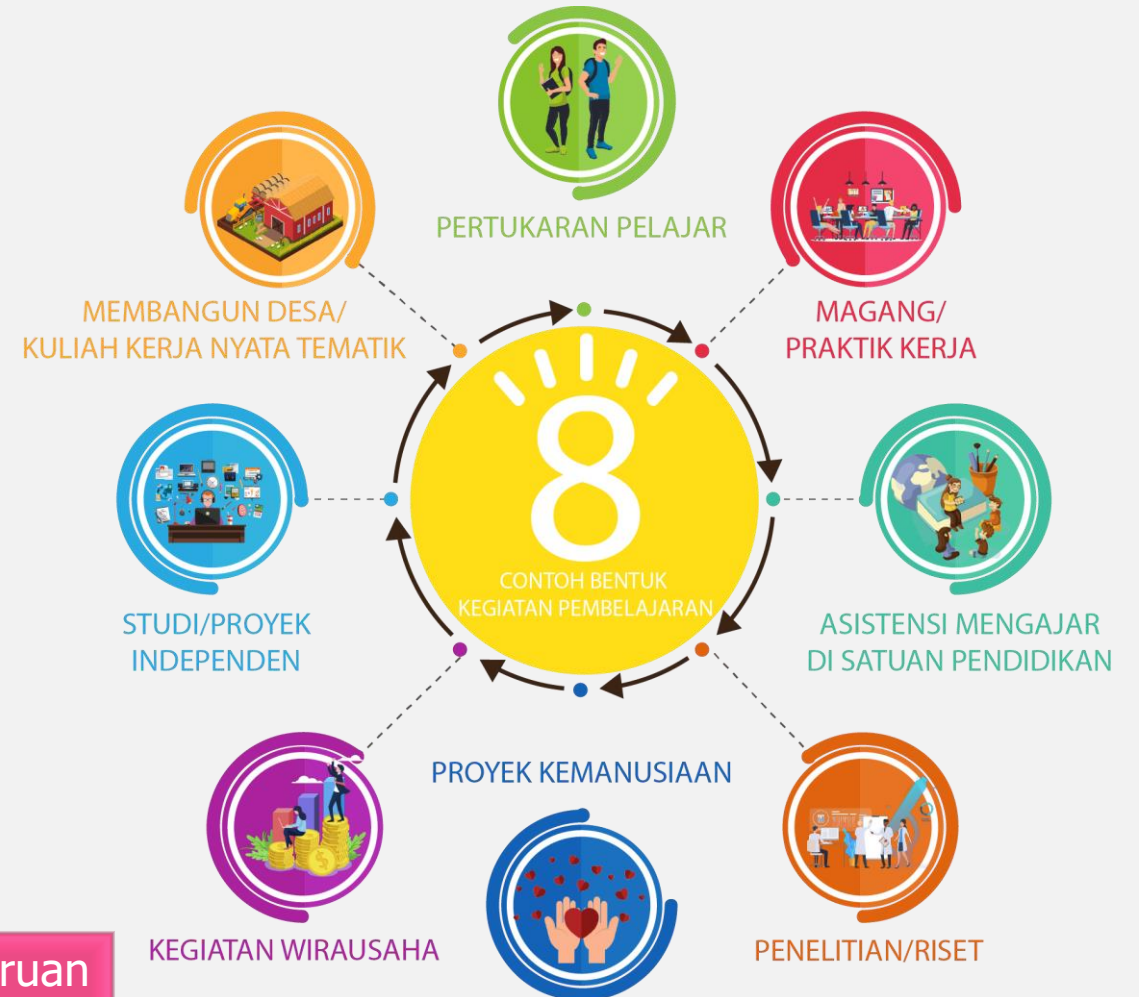 PERTUKARAN PELAJAR
MAGANG/
PRAKTIK KERJA
ASISTENSI MENGAJAR
DI SATUAN PENDIDIKAN
PENELITIAN/RISET
PROYEK KEMANUSIAAN
KEGIATAN WIRAUSAHA
STUDI/PROYEK
INDEPENDEN
MEMBANGUN DESA/
KULIAH KERJA NYATA TEMATIK
8
CONTOH BENTUK
KEGIATAN PEMBELAJARAN
ruan